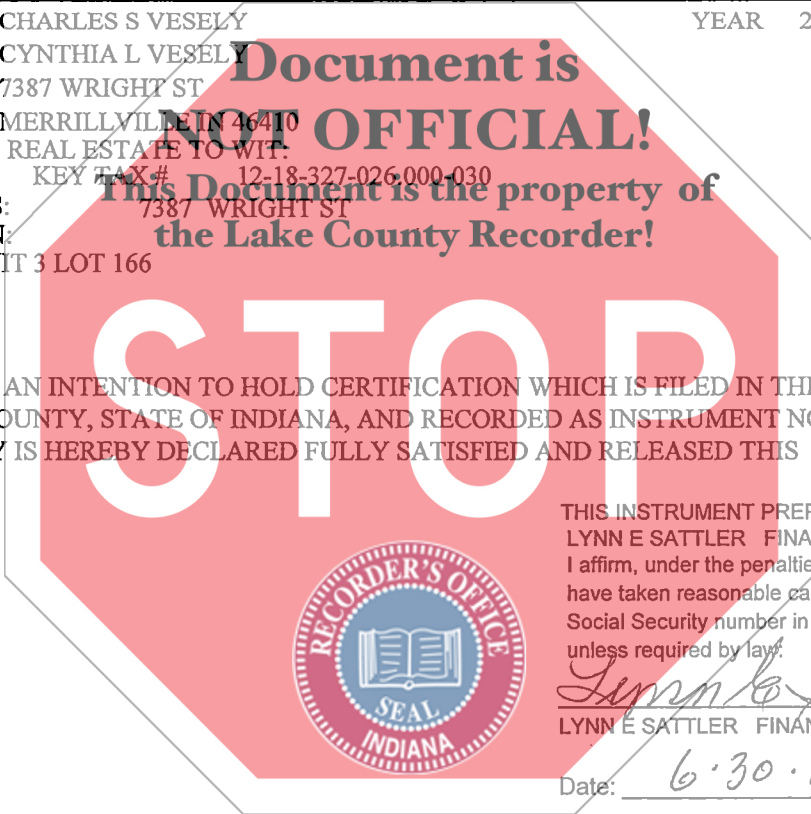 CHARLES S VESELY YEAR 2
CYNTHIA L VESELY
Document is
7387 WRIGHT ST
NOT OFFICIAL!
MERRILLVILLE IN 46410
REAL ESTATE TO WIT:
KEY TAX # 12-18-327-026.000-030
This Document is the property of
7387 WRIGHT ST
the Lake County Recorder!
IT 3 LOT 166
STOP
AN INTENTION TO HOLD CERTIFICATION WHICH IS FILED IN THE
OUNTY, STATE OF INDIANA, AND RECORDED AS INSTRUMENT NO
Y IS HEREBY DECLARED FULLY SATISFIED AND RELEASED THIS
THIS INSTRUMENT PREP
LYNN E SATTLER FINA
I affirm, under the penaltie
have taken reasonable ca
Social Security number in
unless required by law.
Lynn E
LYNN E SATTLER FINAN
Date: 6.30.
RECORDER'S OFFICE
SEAL
INDIANA